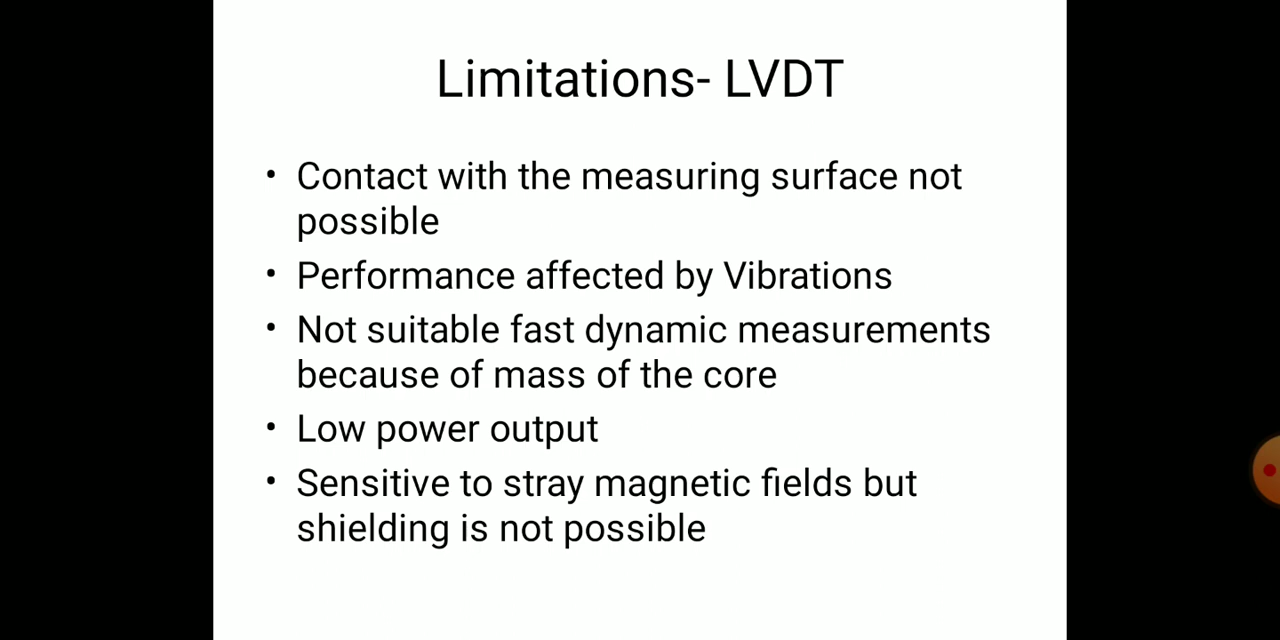 Limitations- LVDT
• Contact with the measuring surface not
possible
• Performance affected by Vibrations
• Not suitable fast dynamic measurements
because of mass of the core
• Low power output
• Sensitive to stray magnetic fields but
shielding is not possible